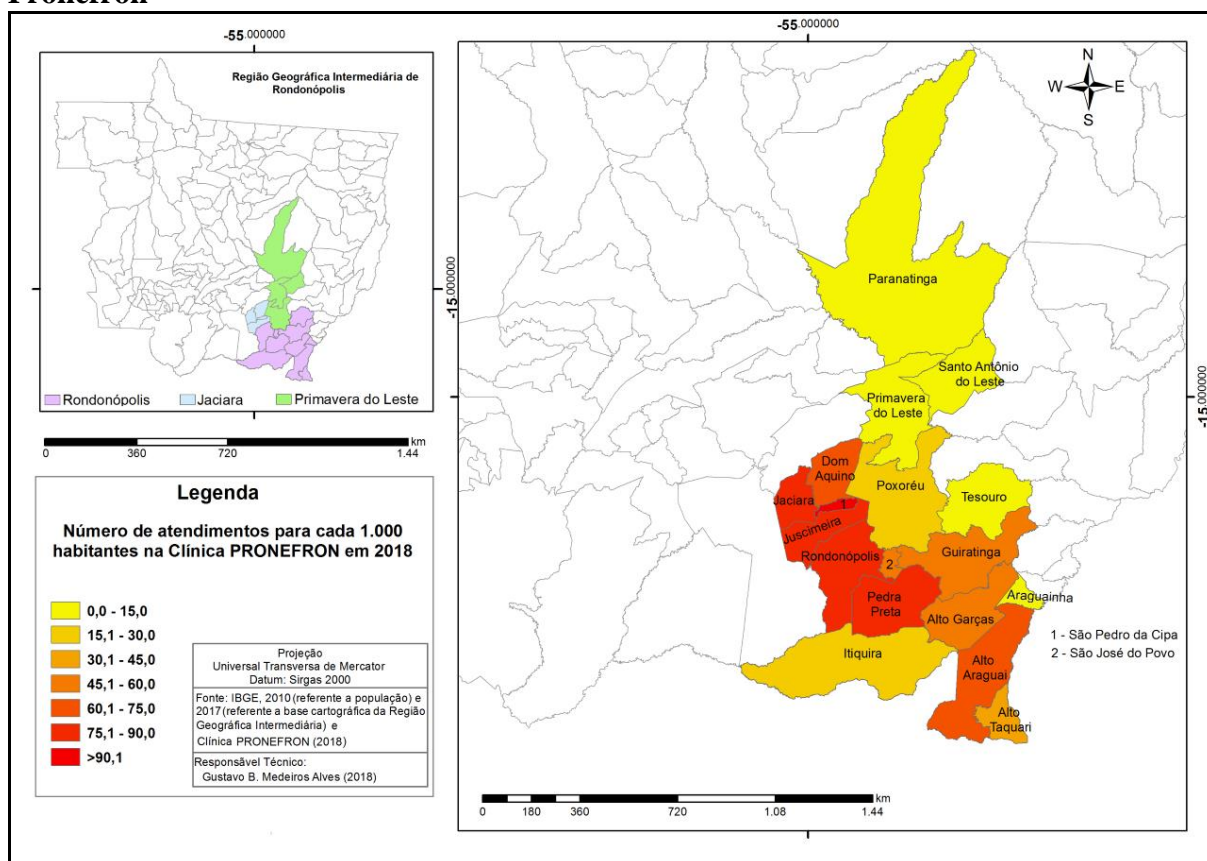 Pronefron
-55.000000
Região Geográfica Intermediária de
Rondonópolis
-15.000000
Rondonópolis
Jaciara
Primavera do Leste
km
0 360 720 1.44
Legenda
Número de atendimentos para cada 1.000
habitantes na Clínica PRONEFRON em 2018
0,0 - 15,0
15,1 - 30,0
30,1 - 45,0
45,1 - 60,0
60,1 - 75,0
75,1 - 90,0
>90,1
Projeção
Universal Transversa de Mercator
Datum: Sirgas 2000
Fonte: IBGE, 2010 (referente a população) e
2017 (referente a base cartográfica da Região
Geográfica Intermediária) e
Clínica PRONEFRON (2018)
Responsável Técnico:
Gustavo B. Medeiros Alves (2018)
-55.000000
N
W E
S
Paranatinga
Santo Antônio
do Leste
Primavera
do Leste
-15.000000
Dom
Aquino
Poxoréu
Tesouro
Jaciara
1
Juscimeira
Rondonópolis
2
Guiratinga
Pedra
Preta
Araguainha
Alto Garças
1 - São Pedro da Cipa
2 - São José do Povo
Itiquira
Alto
Araguai
Alto
Taquari
km
0 180 360 720 1.08 1.44